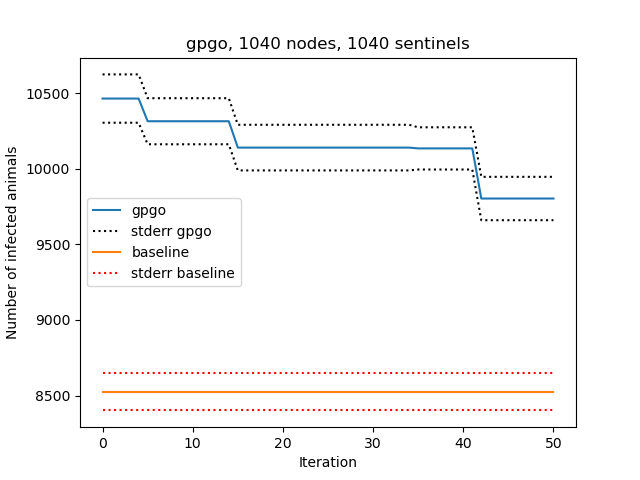 gpgo, 1040 nodes, 1040 sentinels
Number of infected animals
10500
10000
9500
9000
8500
gpgo
stderr gpgo
baseline
stderr baseline
0 10 20 30 40 50
Iteration